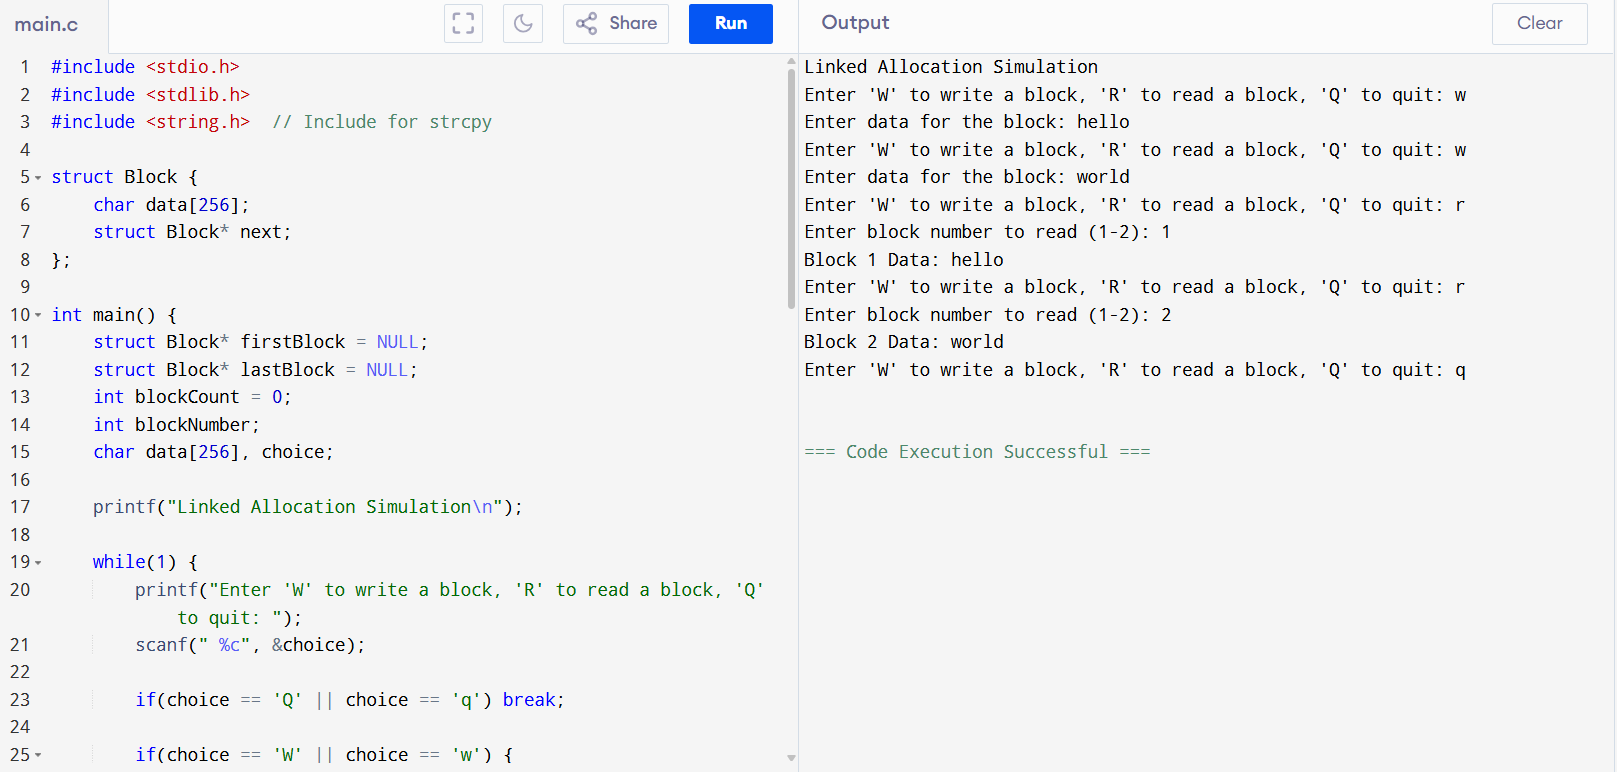 main.c
Share
Run
Output
Clear
1 #include <stdio.h>
2 #include <stdlib.h>
3 #include <string.h>  // Include for strcpy
4
5 struct Block {
6     char data[256];
7     struct Block* next;
8 };
9
10 int main() {
11     struct Block* firstBlock = NULL;
12     struct Block* lastBlock = NULL;
13     int blockCount = 0;
14     int blockNumber;
15     char data[256], choice;
16
17     printf("Linked Allocation Simulation\n");
18
19     while(1) {
20         printf("Enter 'W' to write a block, 'R' to read a block, 'Q'
            to quit: ");
21         scanf(" %c", &choice);
22
23         if(choice == 'Q' || choice == 'q') break;
24
25         if(choice == 'W' || choice == 'w') {
Linked Allocation Simulation
Enter 'W' to write a block, 'R' to read a block, 'Q' to quit: w
Enter data for the block: hello
Enter 'W' to write a block, 'R' to read a block, 'Q' to quit: w
Enter data for the block: world
Enter 'W' to write a block, 'R' to read a block, 'Q' to quit: r
Enter block number to read (1-2): 1
Block 1 Data: hello
Enter 'W' to write a block, 'R' to read a block, 'Q' to quit: r
Enter block number to read (1-2): 2
Block 2 Data: world
Enter 'W' to write a block, 'R' to read a block, 'Q' to quit: q
=== Code Execution Successful ===